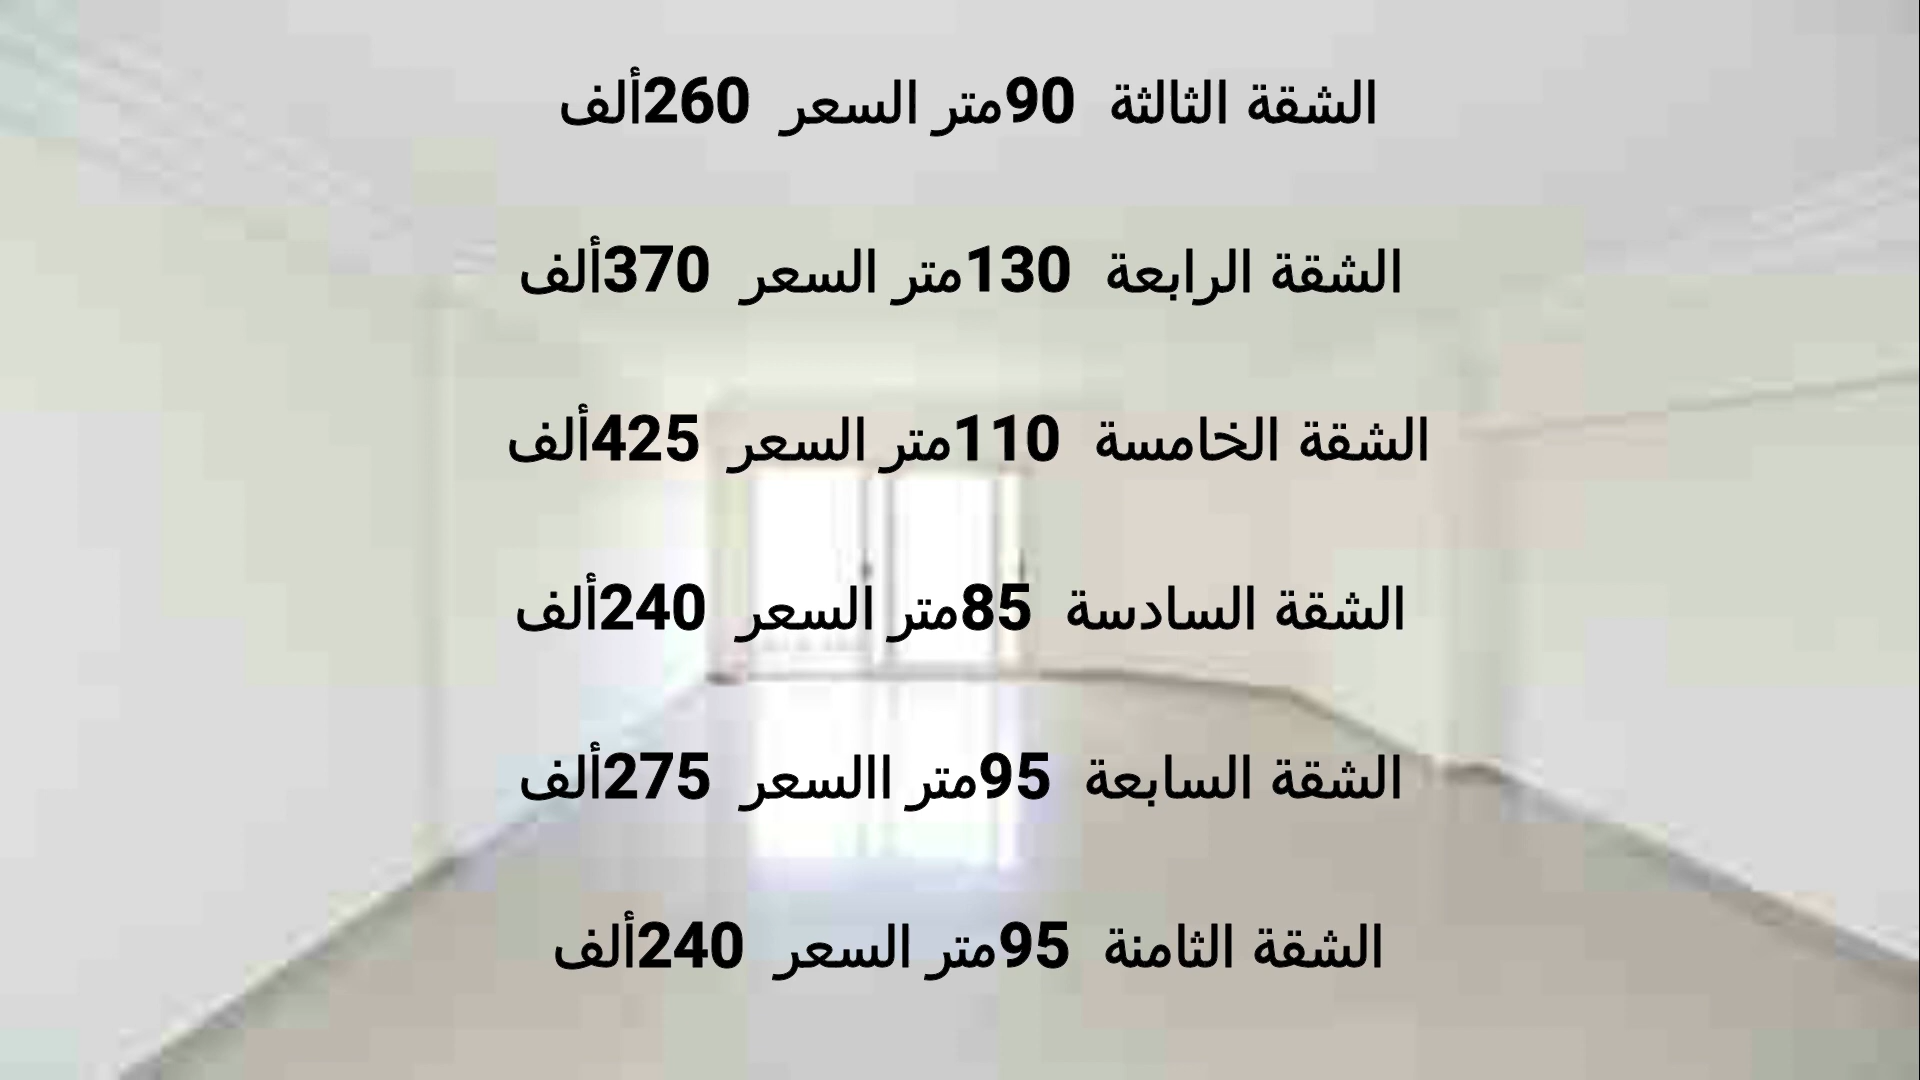 الشقة الثالثة 90متر السعر 260ألف
الشقة الرابعة 130متر السعر 370ألف
الشقة الخامسة 110متر السعر 425ألف
الشقة السادسة 85متر السعر 240ألف
الشقة السابعة 95متر االسعر 275ألف
الشقة الثامنة 95متر السعر 240ألف